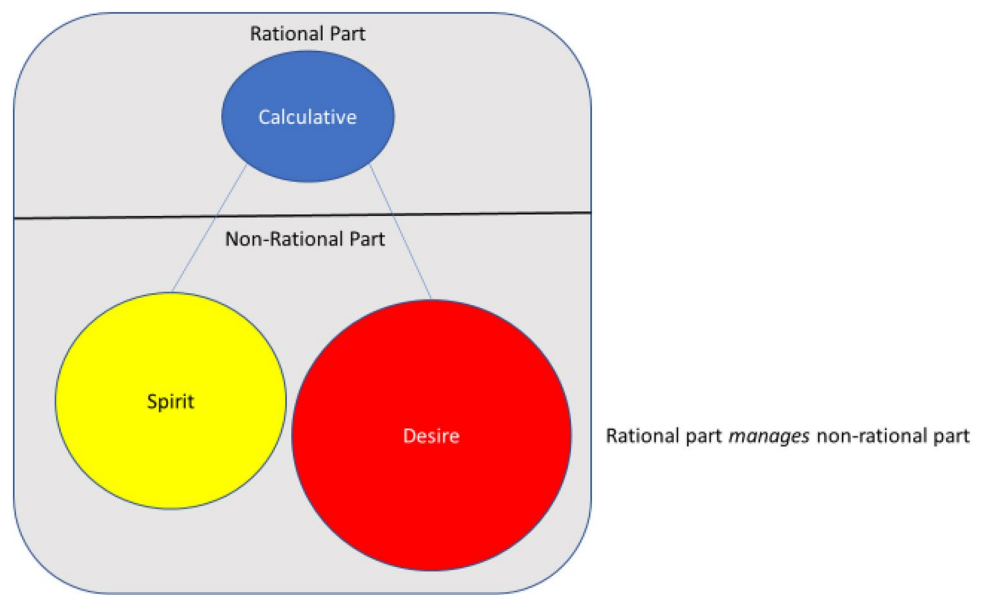 Rational Part
Calculative
Non-Rational Part
Spirit
Desire
Rational part manages non-rational part